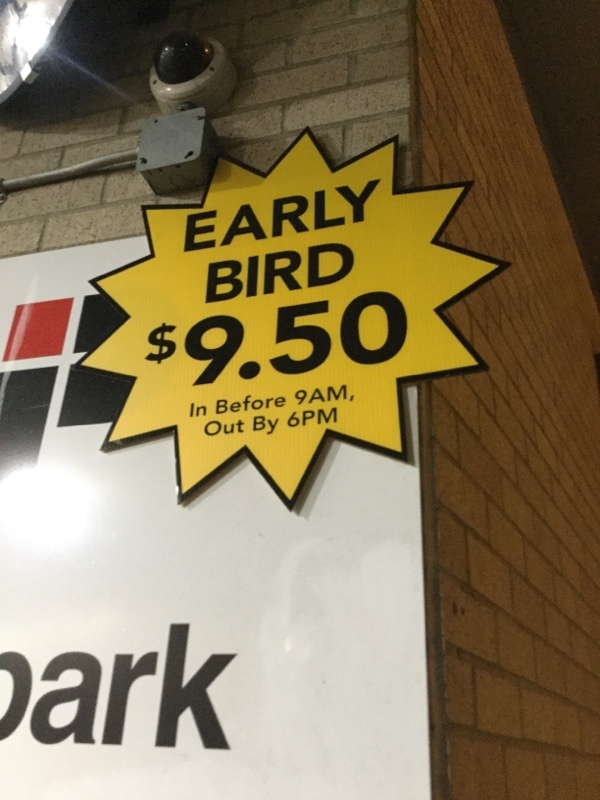 EARLY
BIRD
$9.50
In Before 9AM,
Out By 6PM
park